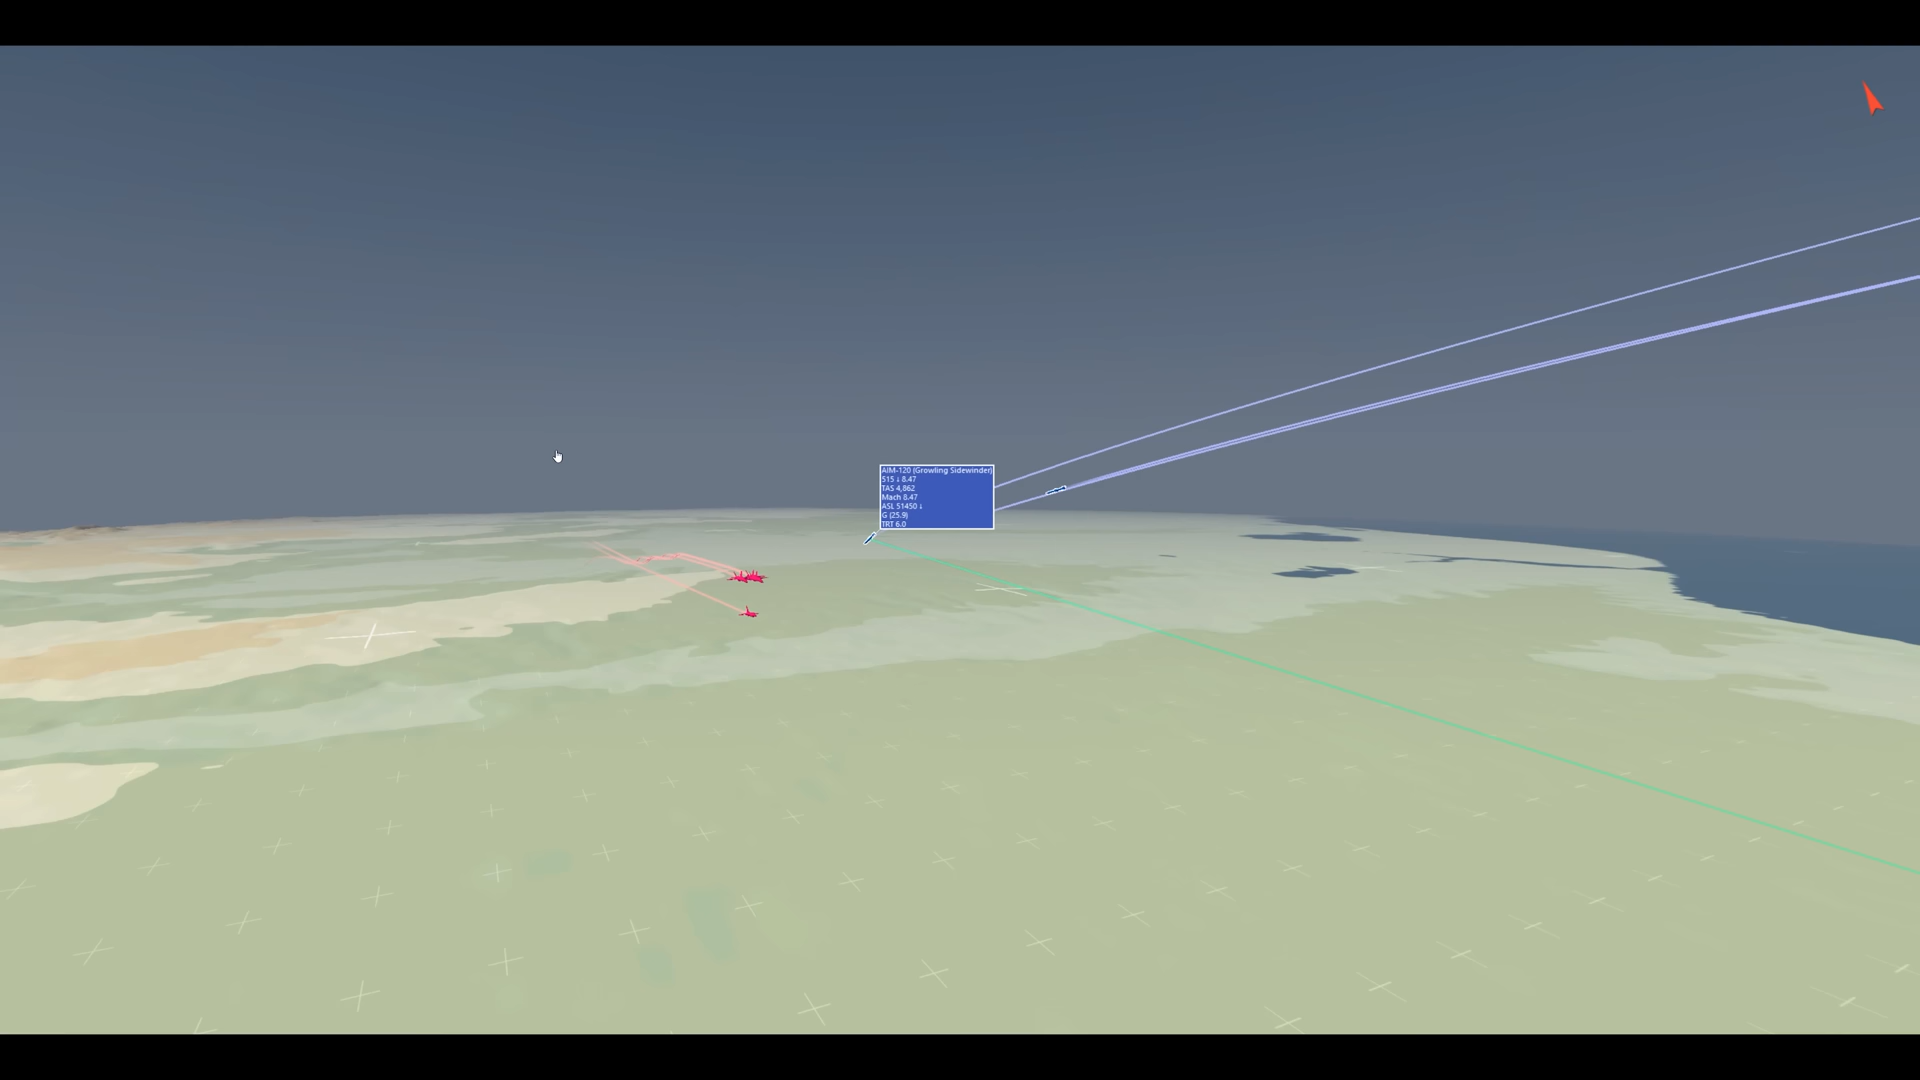 AIM-120 (Growling Sidewinder)
515 ↓ 8.47
TAS 4,862
Mach 8.47
ASL 51450 ↓
G (25.9)
TRT 6.0